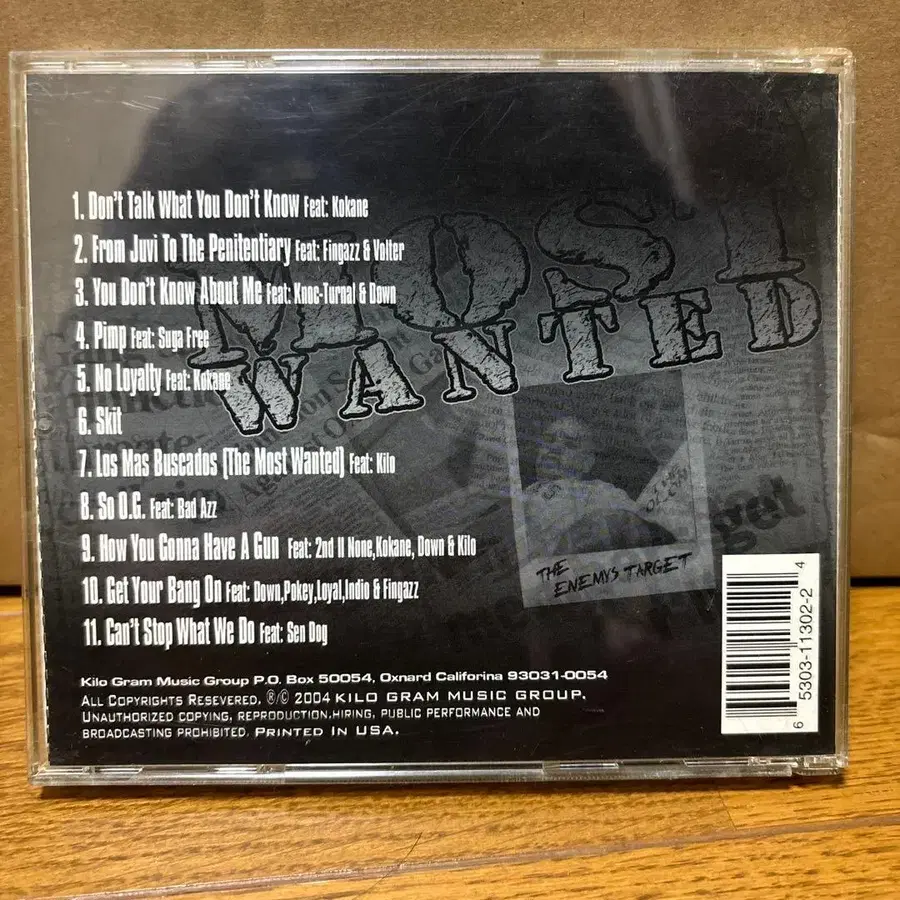 1. Don't Talk What You Don't Know Feat: Kokane
2. From Juvi To The Penitentiary Feat: Fingazz & Volter
3. You Don't Know About Me Feat: Knoc-Turnal & Down
4. Pimp Feat: Suga Free
5. No Loyalty Feat: Kokane
6. Skit
7. Los Mas Buscados (The Most Wanted) Feat: Kilo
8. So O.G. Feat: Bad Azz
9. How You Gonna Have A Gun Feat: 2nd II None,Kokane, Down & Kilo
10. Get Your Bang On Feat: Down,Pokey,Loyal,Indio & Fingazz
11. Can't Stop What We Do Feat: Sen Dog
MOST
WANTED
THE
ENEMYS TARGET
Kilo Gram Music Group P.O. Box 50054, Oxnard Califorina 93031-0054
ALL COPYRIGHTS RESEVERED. ®/© 2004 KILO GRAM MUSIC GROUP.
UNAUTHORIZED COPYING, REPRODUCTION,HIRING, PUBLIC PERFORMANCE AND
BROADCASTING PROHIBITED. PRINTED IN USA.
6 5303-11302-2 4